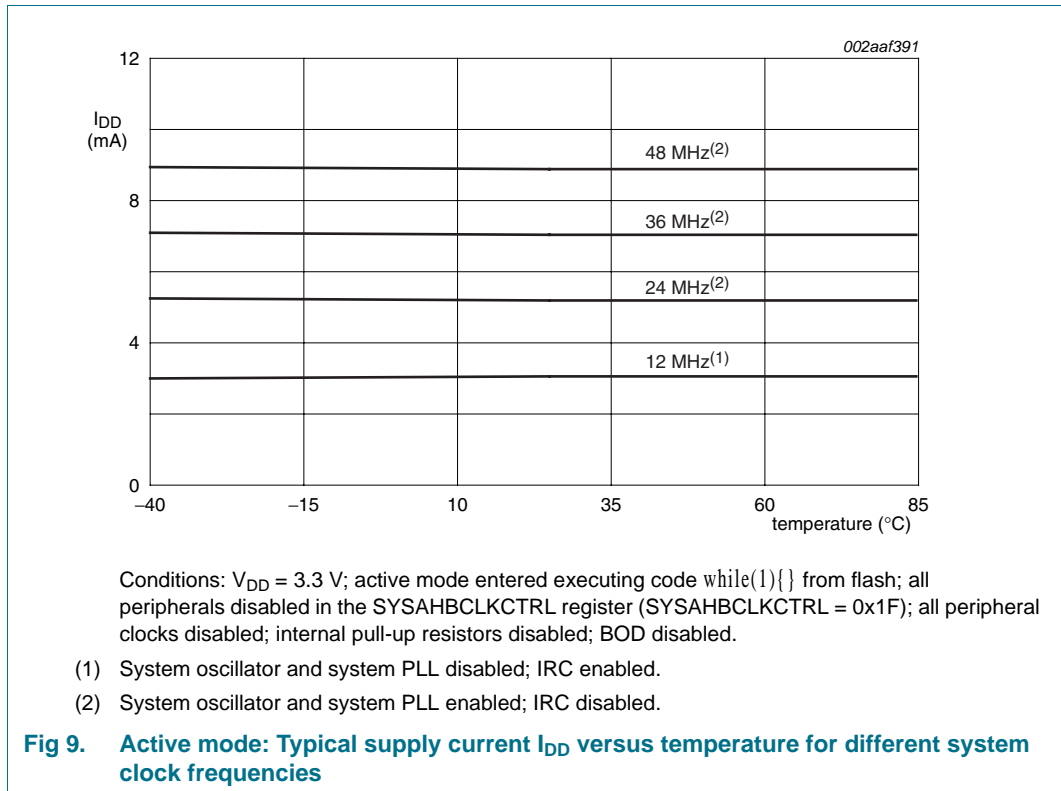 002aaf391
12
I_DD
(mA)
48 MHz(2)
8
36 MHz(2)
24 MHz(2)
4
12 MHz(1)
0
−40 −15 10 35 60 85
temperature (°C)
Conditions: V_DD = 3.3 V; active mode entered executing code while(1){} from flash; all
peripherals disabled in the SYSAHBCLKCTRL register (SYSAHBCLKCTRL = 0x1F); all peripheral
clocks disabled; internal pull-up resistors disabled; BOD disabled.
(1) System oscillator and system PLL disabled; IRC enabled.
(2) System oscillator and system PLL enabled; IRC disabled.
Fig 9. Active mode: Typical supply current I_DD versus temperature for different system
clock frequencies